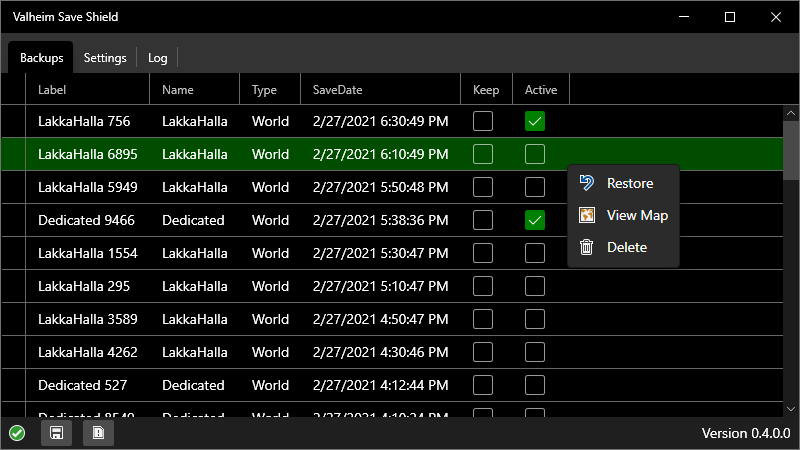 Valheim Save Shield
Backups Settings Log
Label Name Type SaveDate Keep Active
LakkaHalla 756 LakkaHalla World 2/27/2021 6:30:49 PM
LakkaHalla 6895 LakkaHalla World 2/27/2021 6:10:49 PM
LakkaHalla 5949 LakkaHalla World 2/27/2021 5:50:48 PM
Restore
Dedicated 9466 Dedicated World 2/27/2021 5:38:36 PM
View Map
LakkaHalla 1554 LakkaHalla World 2/27/2021 5:30:47 PM
Delete
LakkaHalla 295 LakkaHalla World 2/27/2021 5:10:47 PM
LakkaHalla 3589 LakkaHalla World 2/27/2021 4:50:47 PM
LakkaHalla 4262 LakkaHalla World 2/27/2021 4:30:46 PM
Dedicated 527 Dedicated World 2/27/2021 4:12:44 PM
Dedicated Dedicated World 2/27/2021
Version 0.4.0.0